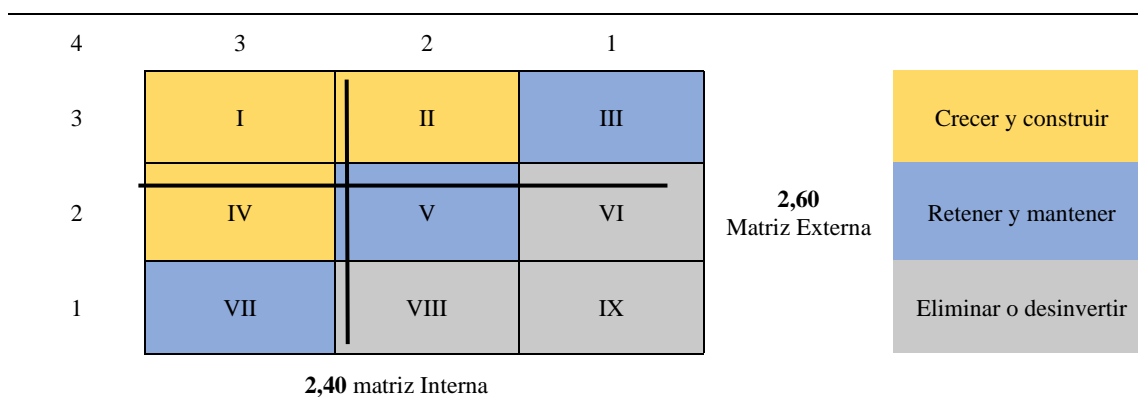 4 3 2 1
3 I II III Crecer y construir
2 IV V VI 2,60 Matriz Externa Retener y mantener
1 VII VIII IX Eliminar o desinvertir
2,40 matriz Interna